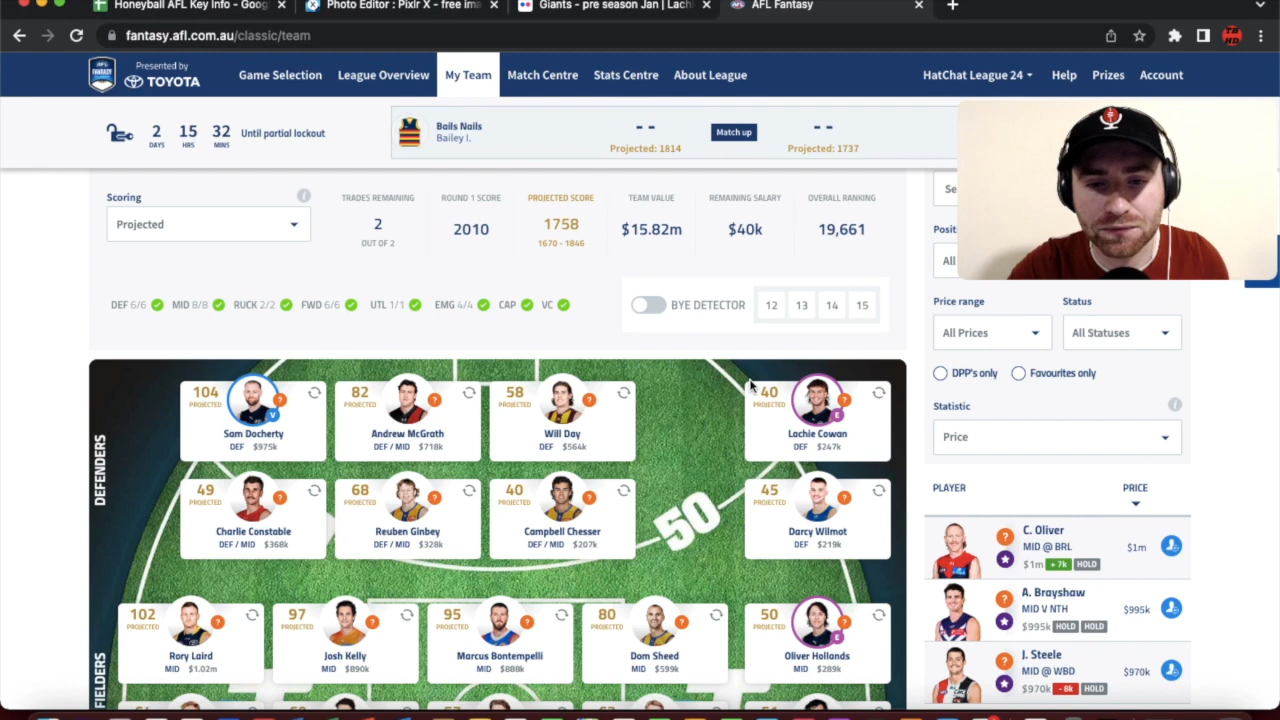 Honeyball AFL Key Info - Goog
Photo Editor : Pixlr X - free ima
Giants - pre season Jan | Lachl
AFL Fantasy
fantasy.afl.com.au/classic/team
Presented by
TOYOTA
Game Selection
League Overview
My Team
Match Centre
Stats Centre
About League
HatChat League 24
Help
Prizes
Account
2 DAYS
15 HRS
32 MINS
Until partial lockout
Bails Nails
Bailey I.
- -
Projected: 1814
Match up
- -
Projected: 1737
Scoring
Projected
TRADES REMAINING
2
OUT OF 2
ROUND 1 SCORE
2010
PROJECTED SCORE
1758
1670 - 1846
TEAM VALUE
$15.82m
REMAINING SALARY
$40k
OVERALL RANKING
19,661
DEF 6/6
MID 8/8
RUCK 2/2
FWD 6/6
UTL 1/1
EMG 4/4
CAP
VC
BYE DETECTOR
12
13
14
15
DEFENDERS
104
PROJECTED
V
Sam Docherty
DEF $975k
82
PROJECTED
Andrew McGrath
DEF / MID $718k
58
PROJECTED
Will Day
DEF $564k
40
PROJECTED
E
Lachie Cowan
DEF $247k
49
PROJECTED
Charlie Constable
DEF / MID $368k
68
PROJECTED
Reuben Ginbey
DEF / MID $328k
40
PROJECTED
Campbell Chesser
DEF / MID $207k
50
45
PROJECTED
Darcy Wilmot
DEF $219k
FIELDERS
102
PROJECTED
Rory Laird
MID $1.02m
97
PROJECTED
Josh Kelly
MID $890k
95
PROJECTED
Marcus Bontempelli
MID $888k
80
PROJECTED
Dom Sheed
MID $599k
50
PROJECTED
E
Oliver Hollands
MID $289k
Se
Posit
All
Price range
All Prices
Status
All Statuses
DPP's only
Favourites only
Statistic
Price
PLAYER
PRICE
C. Oliver
MID @ BRL
$1m + 7k HOLD
$1m
A. Brayshaw
MID V NTH
$995k HOLD HOLD
$995k
J. Steele
MID @ WBD
$970k - 8k HOLD
$970k